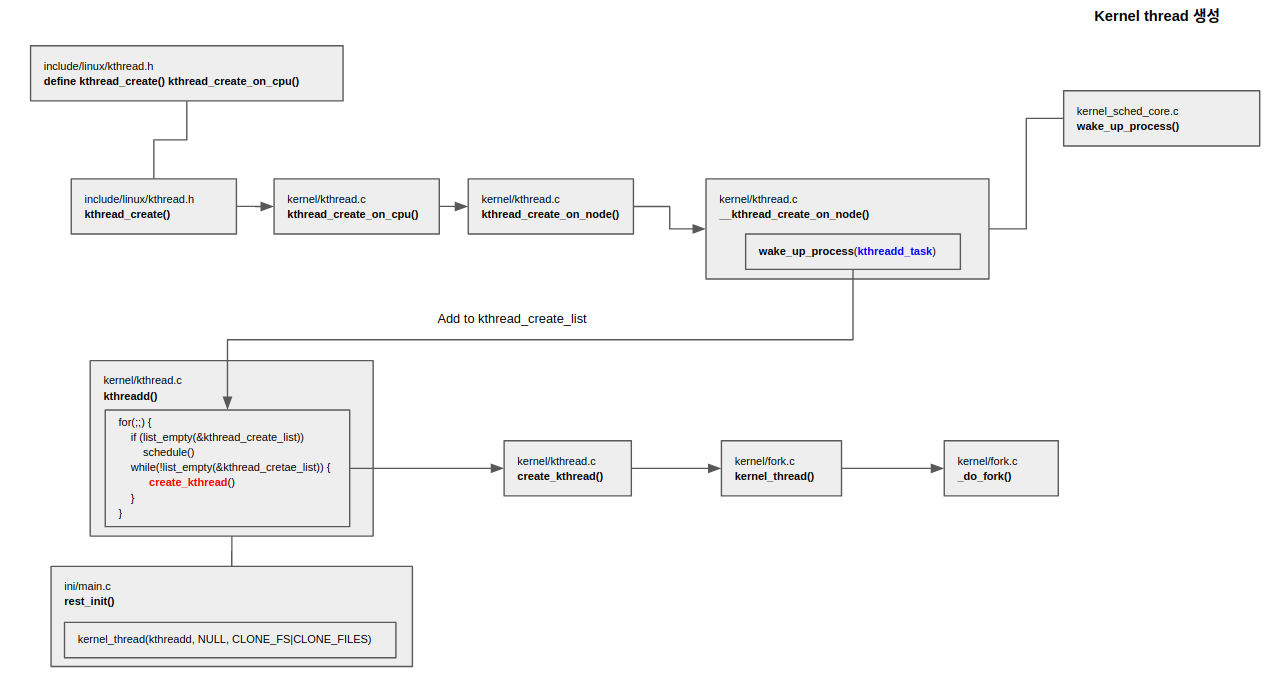 Kernel thread 생성
include/linux/kthread.h
define kthread_create() kthread_create_on_cpu()
kernel_sched_core.c
wake_up_process()
include/linux/kthread.h
kthread_create()
kernel/kthread.c
kthread_create_on_cpu()
kernel/kthread.c
kthread_create_on_node()
kernel/kthread.c
__kthread_create_on_node()
wake_up_process(kthreadd_task)
Add to kthread_create_list
kernel/kthread.c
kthreadd()
for(;;) {
if (list_empty(&kthread_create_list))
schedule()
while(!list_empty(&kthread_cretae_list)) {
create_kthread()
}
}
kernel/kthread.c
create_kthread()
kernel/fork.c
kernel_thread()
kernel/fork.c
_do_fork()
ini/main.c
rest_init()
kernel_thread(kthreadd, NULL, CLONE_FS|CLONE_FILES)